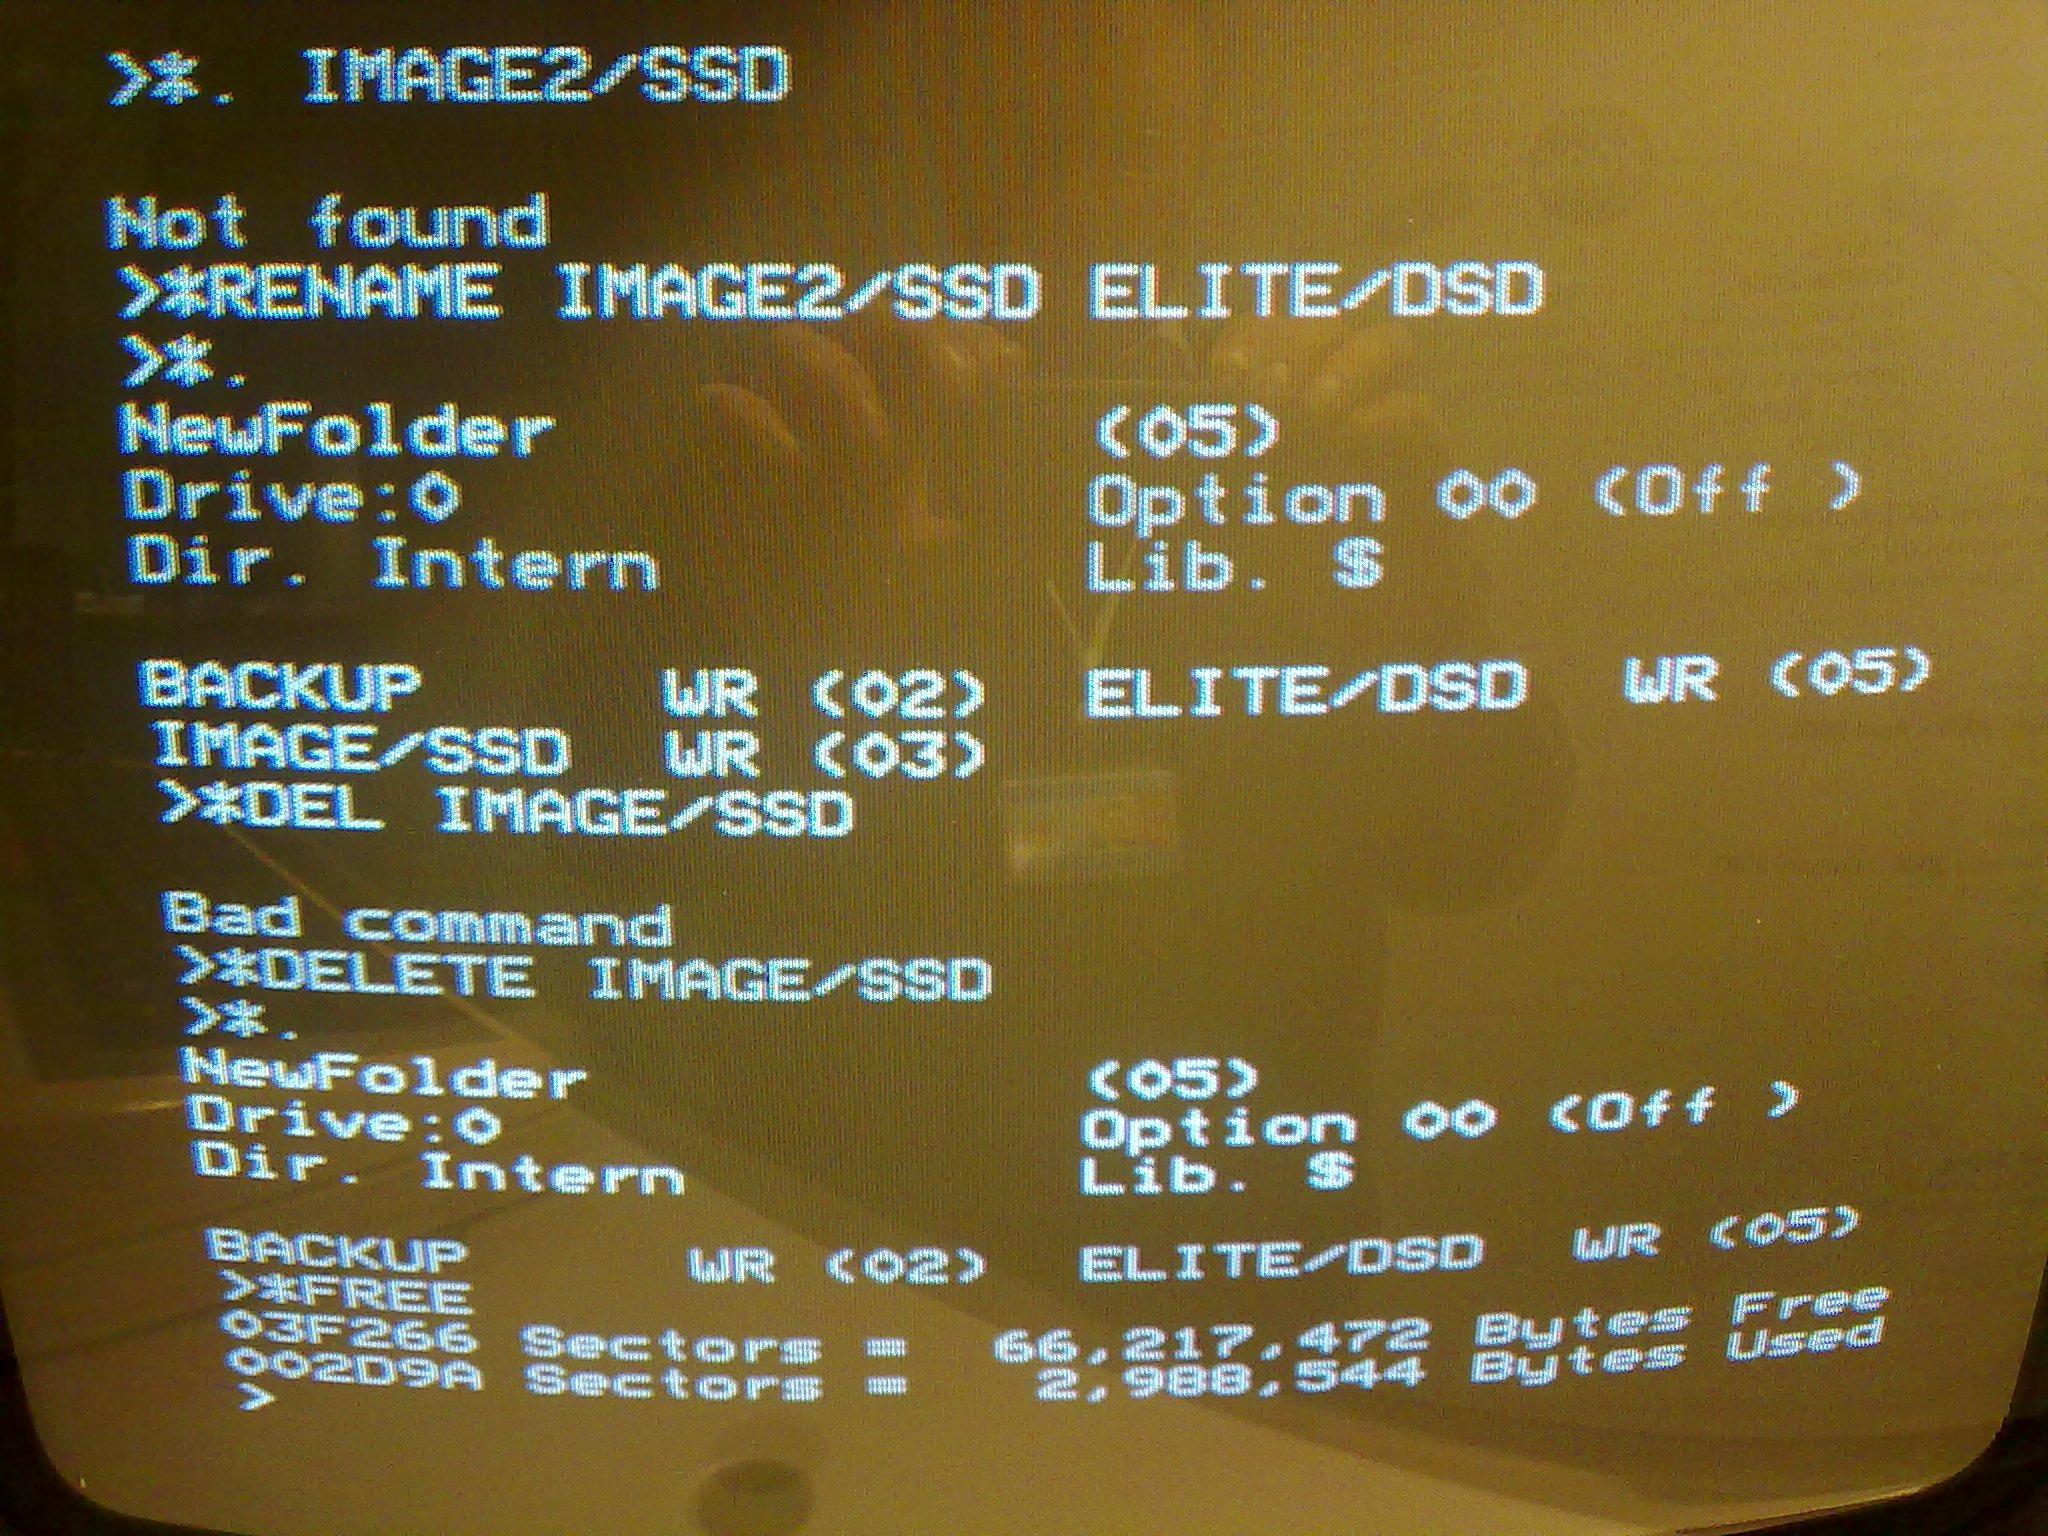 >*. IMAGE2/SSD
Not found
>*RENAME IMAGE2/SSD ELITE/DSD
>*.
NewFolder (05)
Drive:0 Option 00 (Off )
Dir. Intern Lib. $
BACKUP WR (02) ELITE/DSD WR (05)
IMAGE/SSD WR (03)
>*DEL IMAGE/SSD
Bad command
>*DELETE IMAGE/SSD
>*.
NewFolder (05)
Drive:0 Option 00 (Off )
Dir. Intern Lib. $
BACKUP WR (02) ELITE/DSD WR (05)
>*FREE
03F266 Sectors = 66,217,472 Bytes Free
002D9A Sectors = 2,988,544 Bytes Used
>